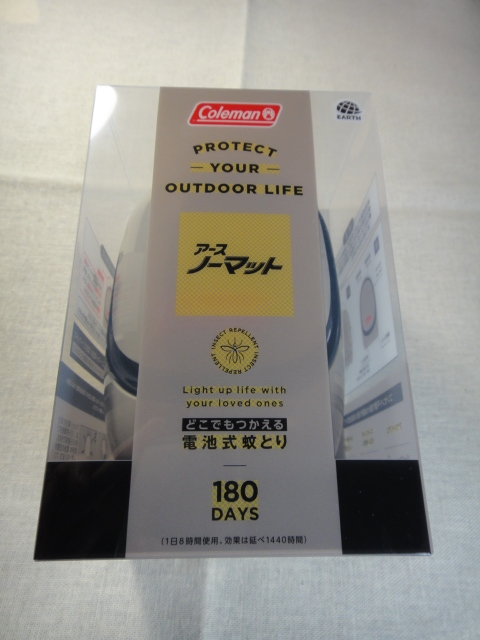 Coleman
EARTH
PROTECT
— YOUR —
OUTDOOR LIFE
アース
ノーマット
INSECT REPELLENT INSECT REPELLENT
Light up life with
your loved ones
どこでもつかえる
電池式蚊とり
180
DAYS
(1日8時間使用、効果は延べ1440時間)